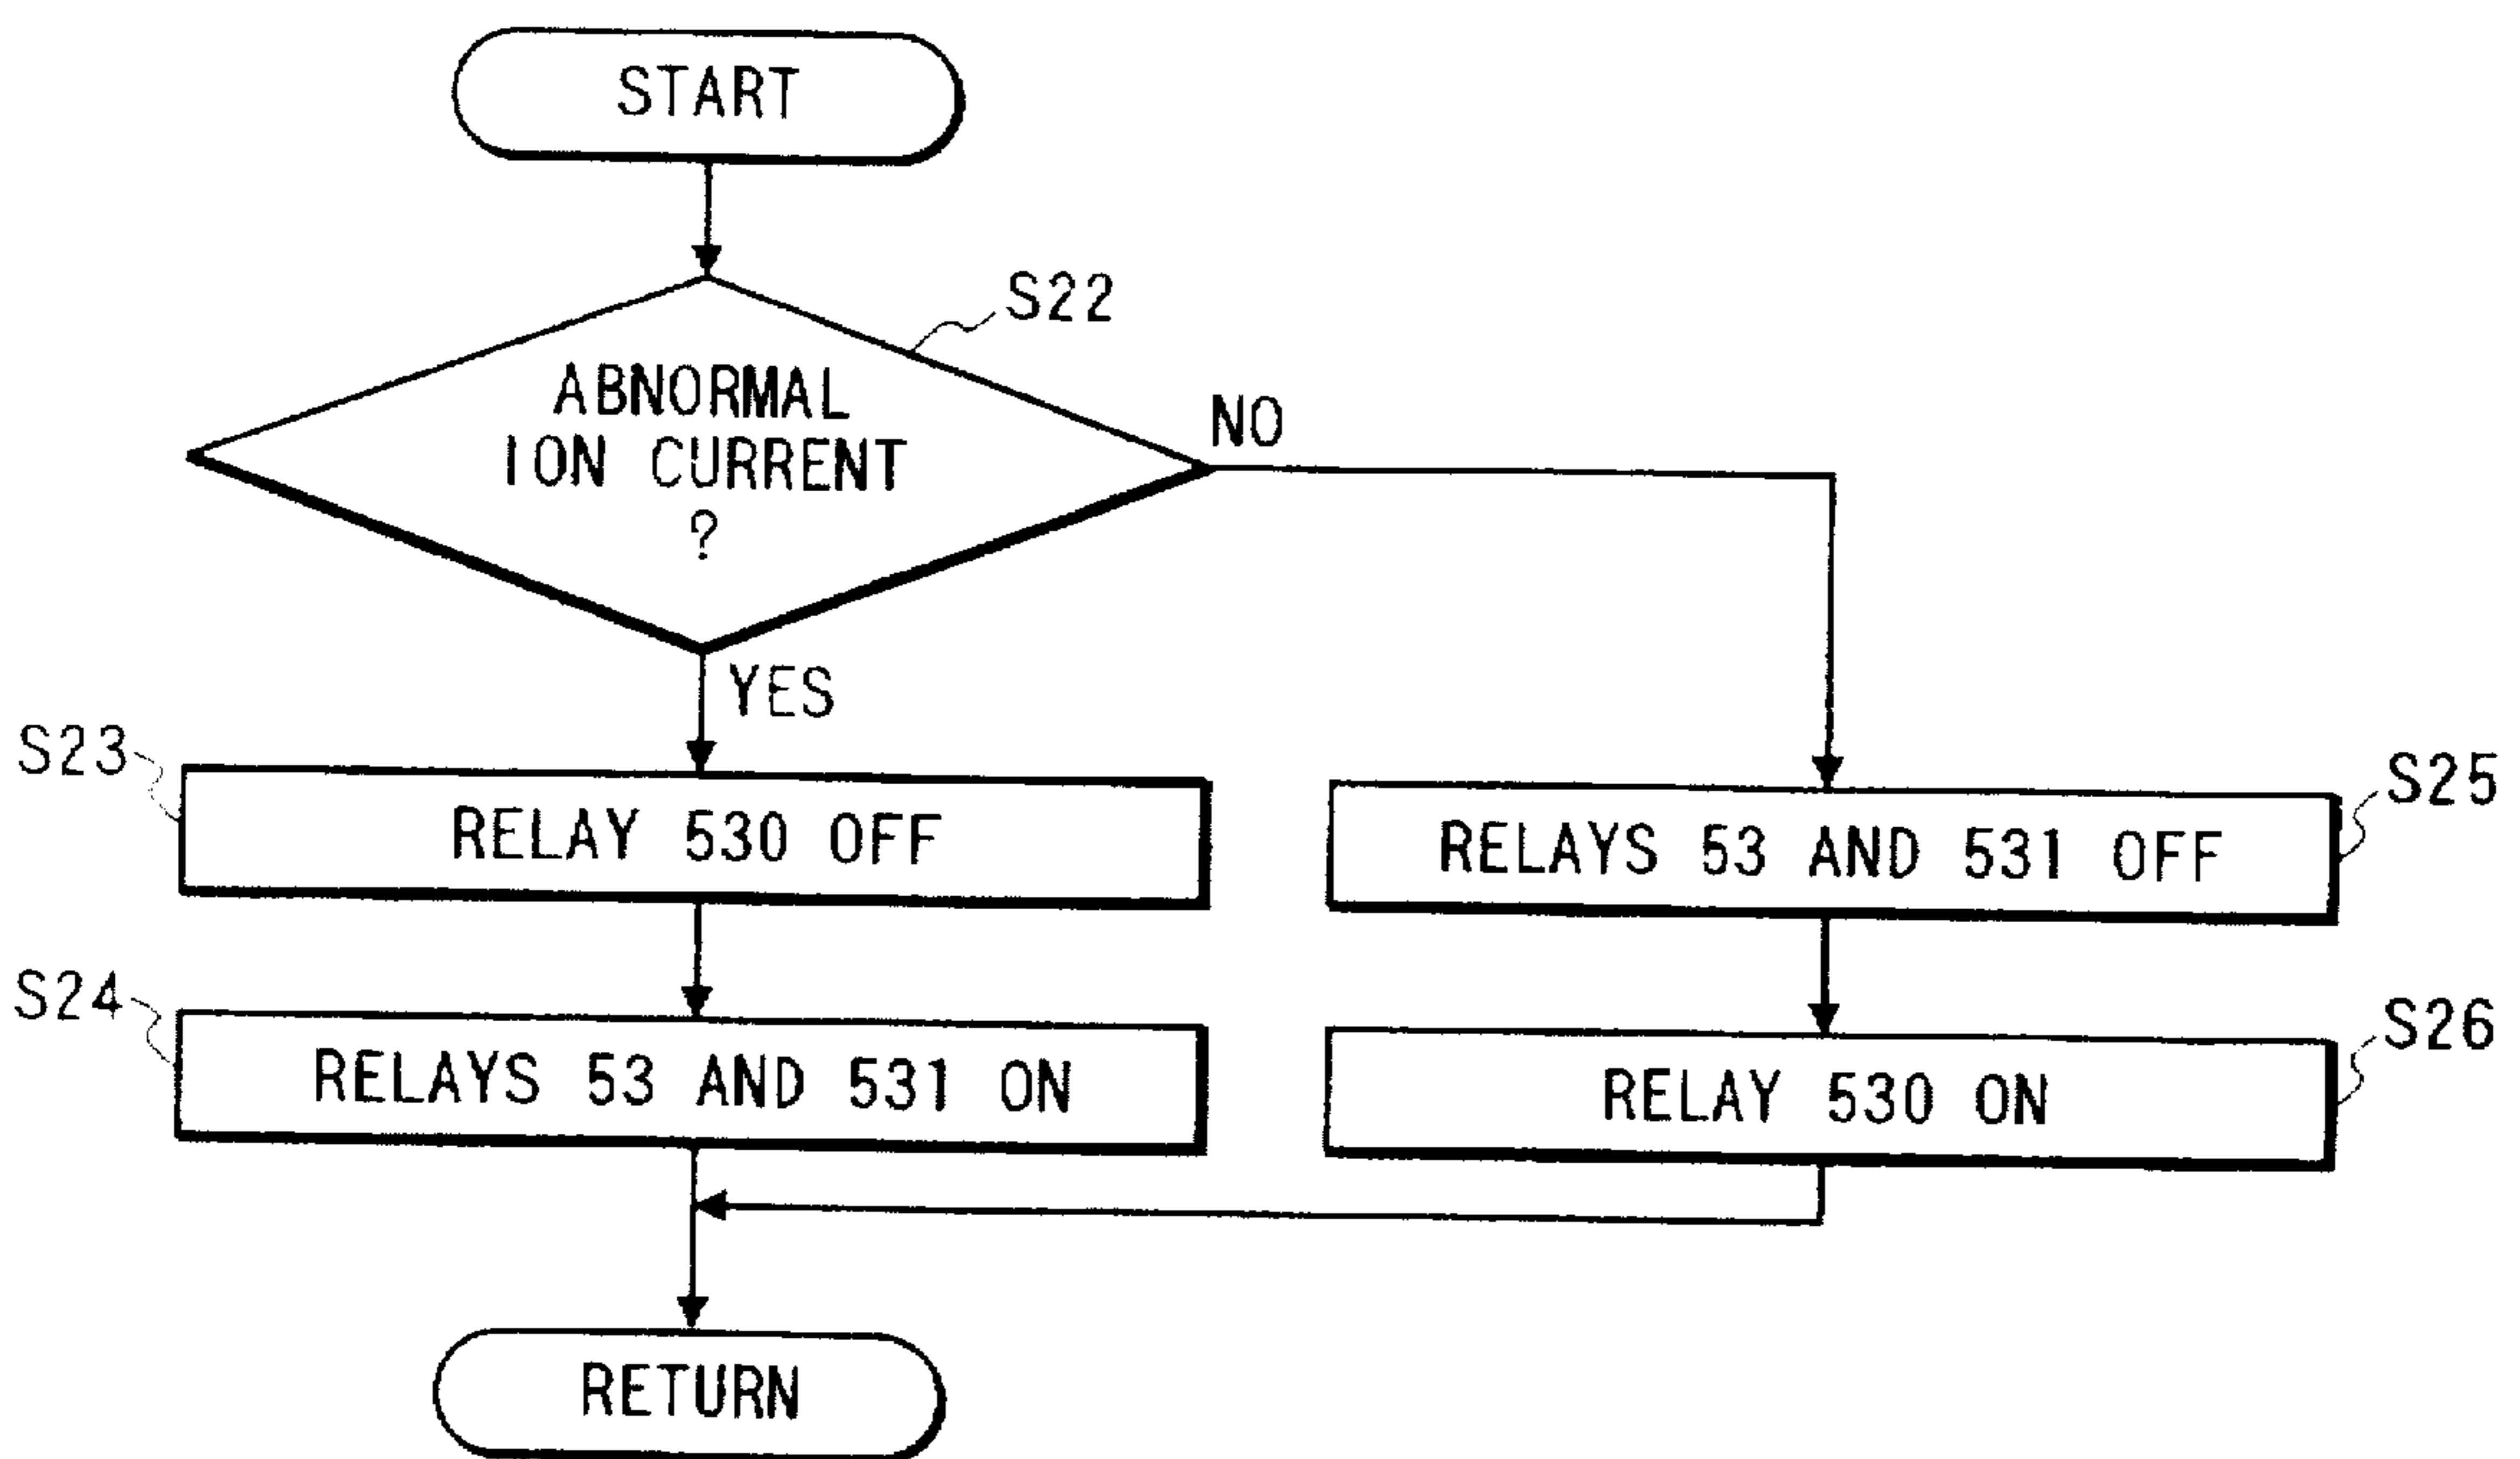 START
S22
ABNORMAL
ION CURRENT
?
NO
YES
S23
RELAY 530 OFF
S25
RELAYS 53 AND 531 OFF
S24
RELAYS 53 AND 531 ON
S26
RELAY 530 ON
RETURN